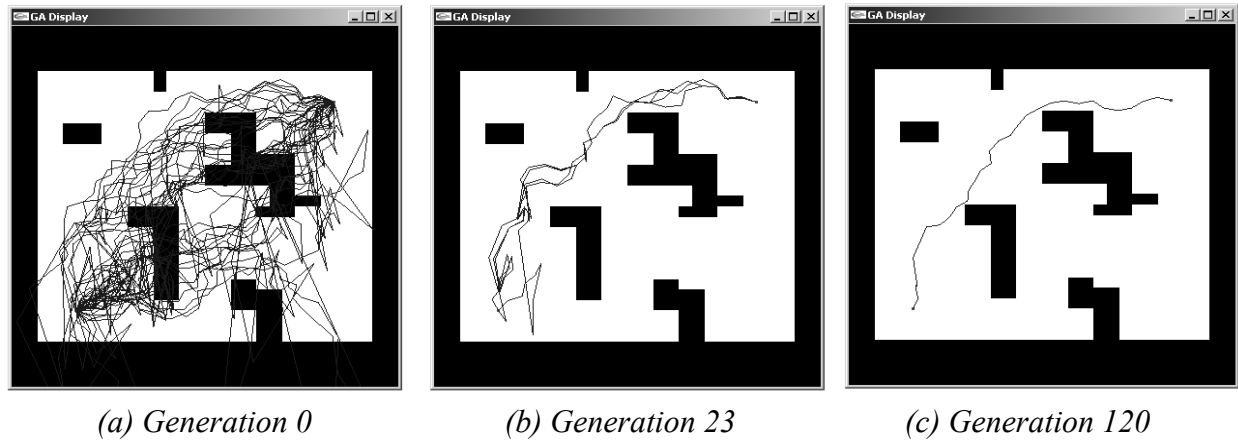 GA Display
GA Display
GA Display
(a) Generation 0
(b) Generation 23
(c) Generation 120